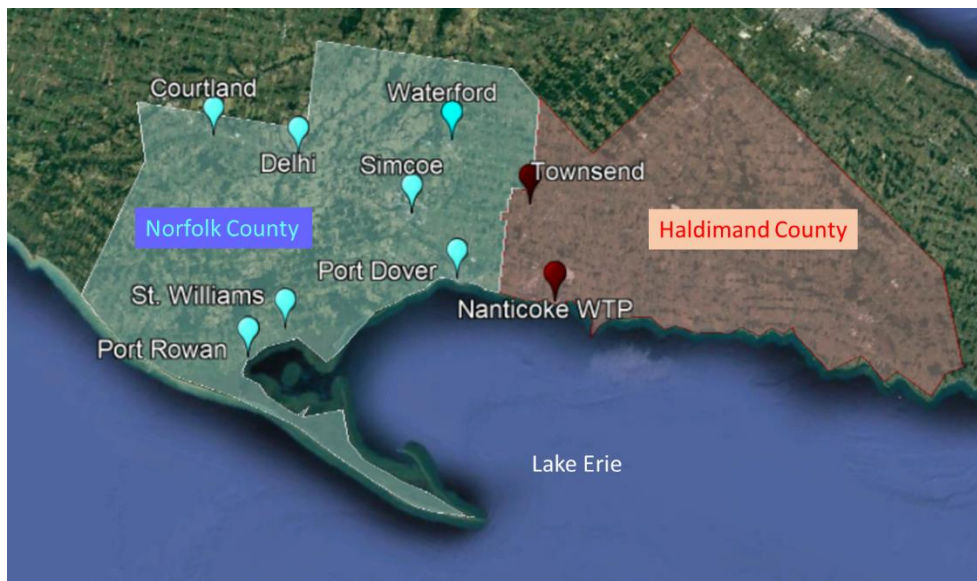 Courtland
Waterford
Delhi
Simcoe
Townsend
Norfolk County
Haldimand County
Port Dover
St. Williams
Nanticoke WTP
Port Rowan
Lake Erie